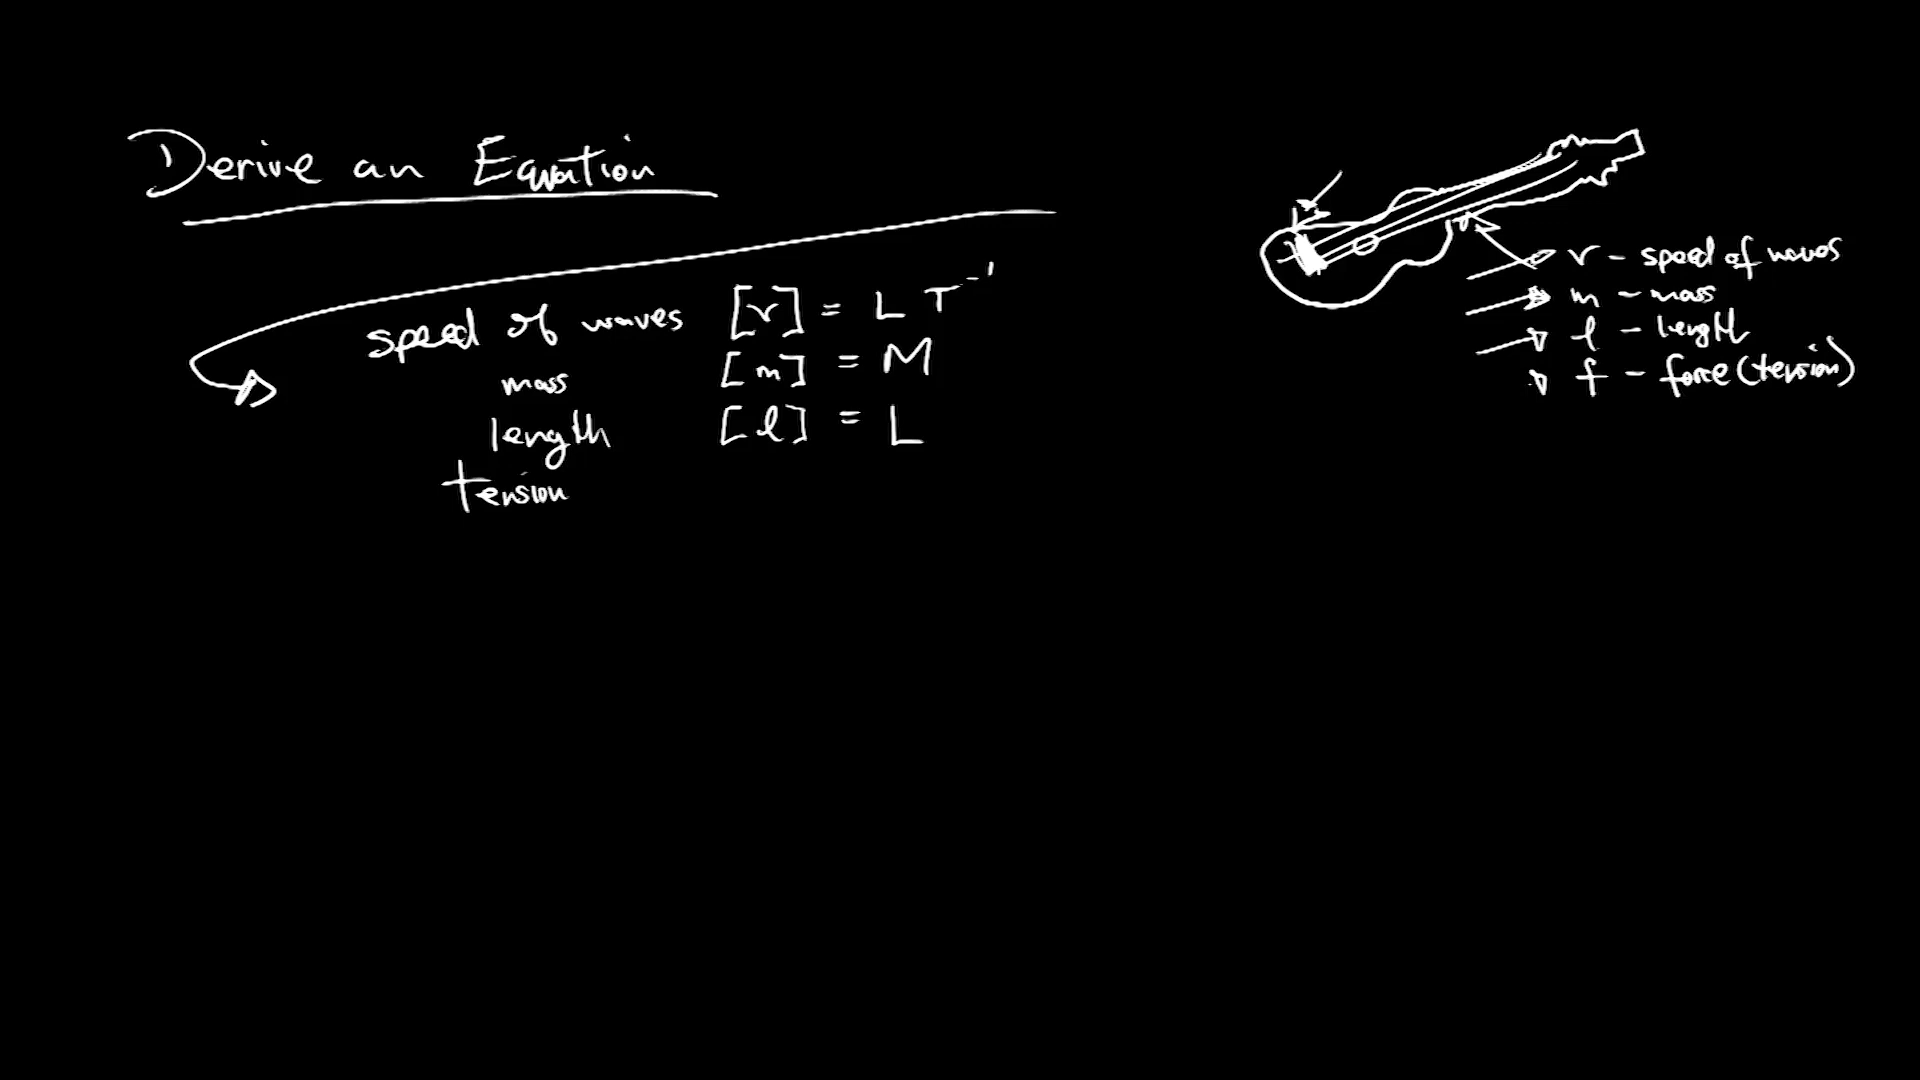 Derive an Equation
speed of waves [v] = L T⁻¹
mass [m] = M
length [l] = L
tension
v - speed of waves
m - mass
l - length
f - force (tension)